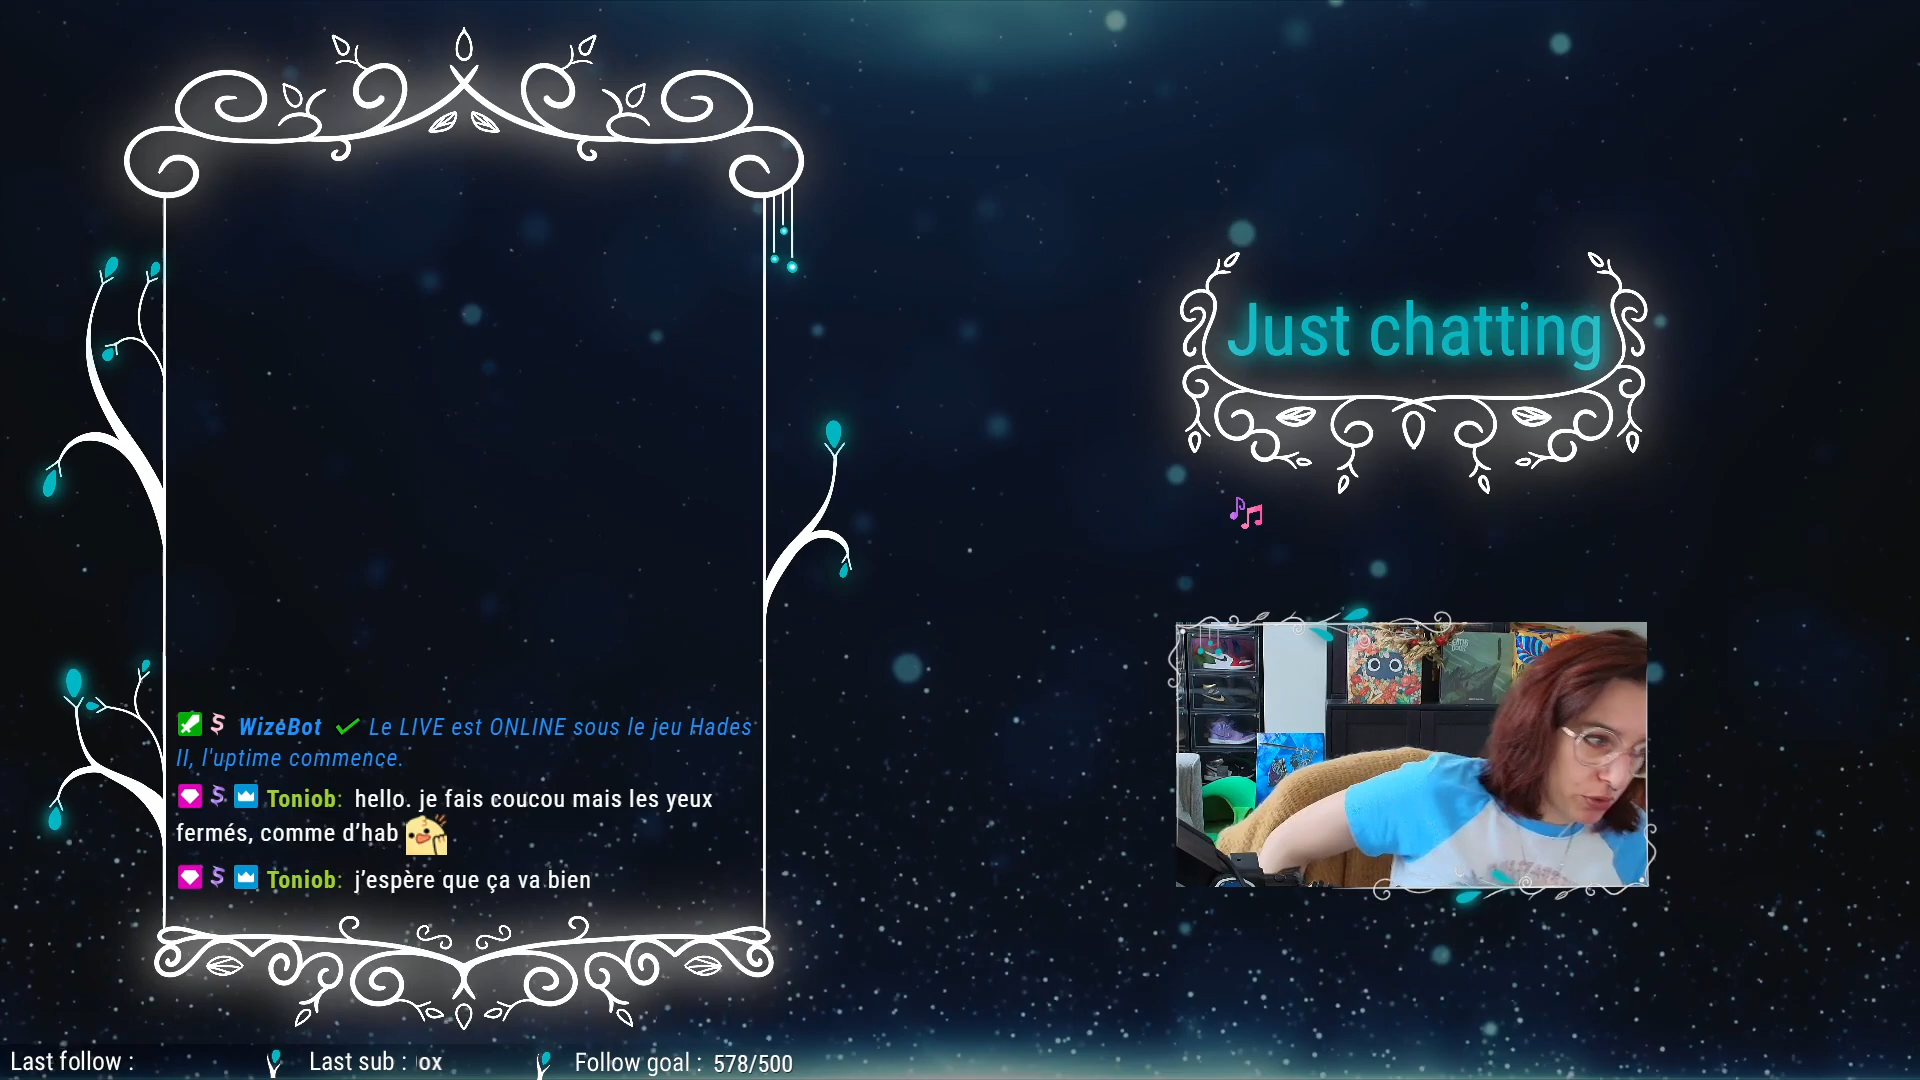 Just chatting
WizeBot Le LIVE est ONLINE sous le jeu Hades
II, l'uptime commence.
Toniob: hello. je fais coucou mais les yeux
fermés, comme d’hab
Toniob: j’espère que ça va bien
Last follow :
Last sub : ox
Follow goal : 578/500